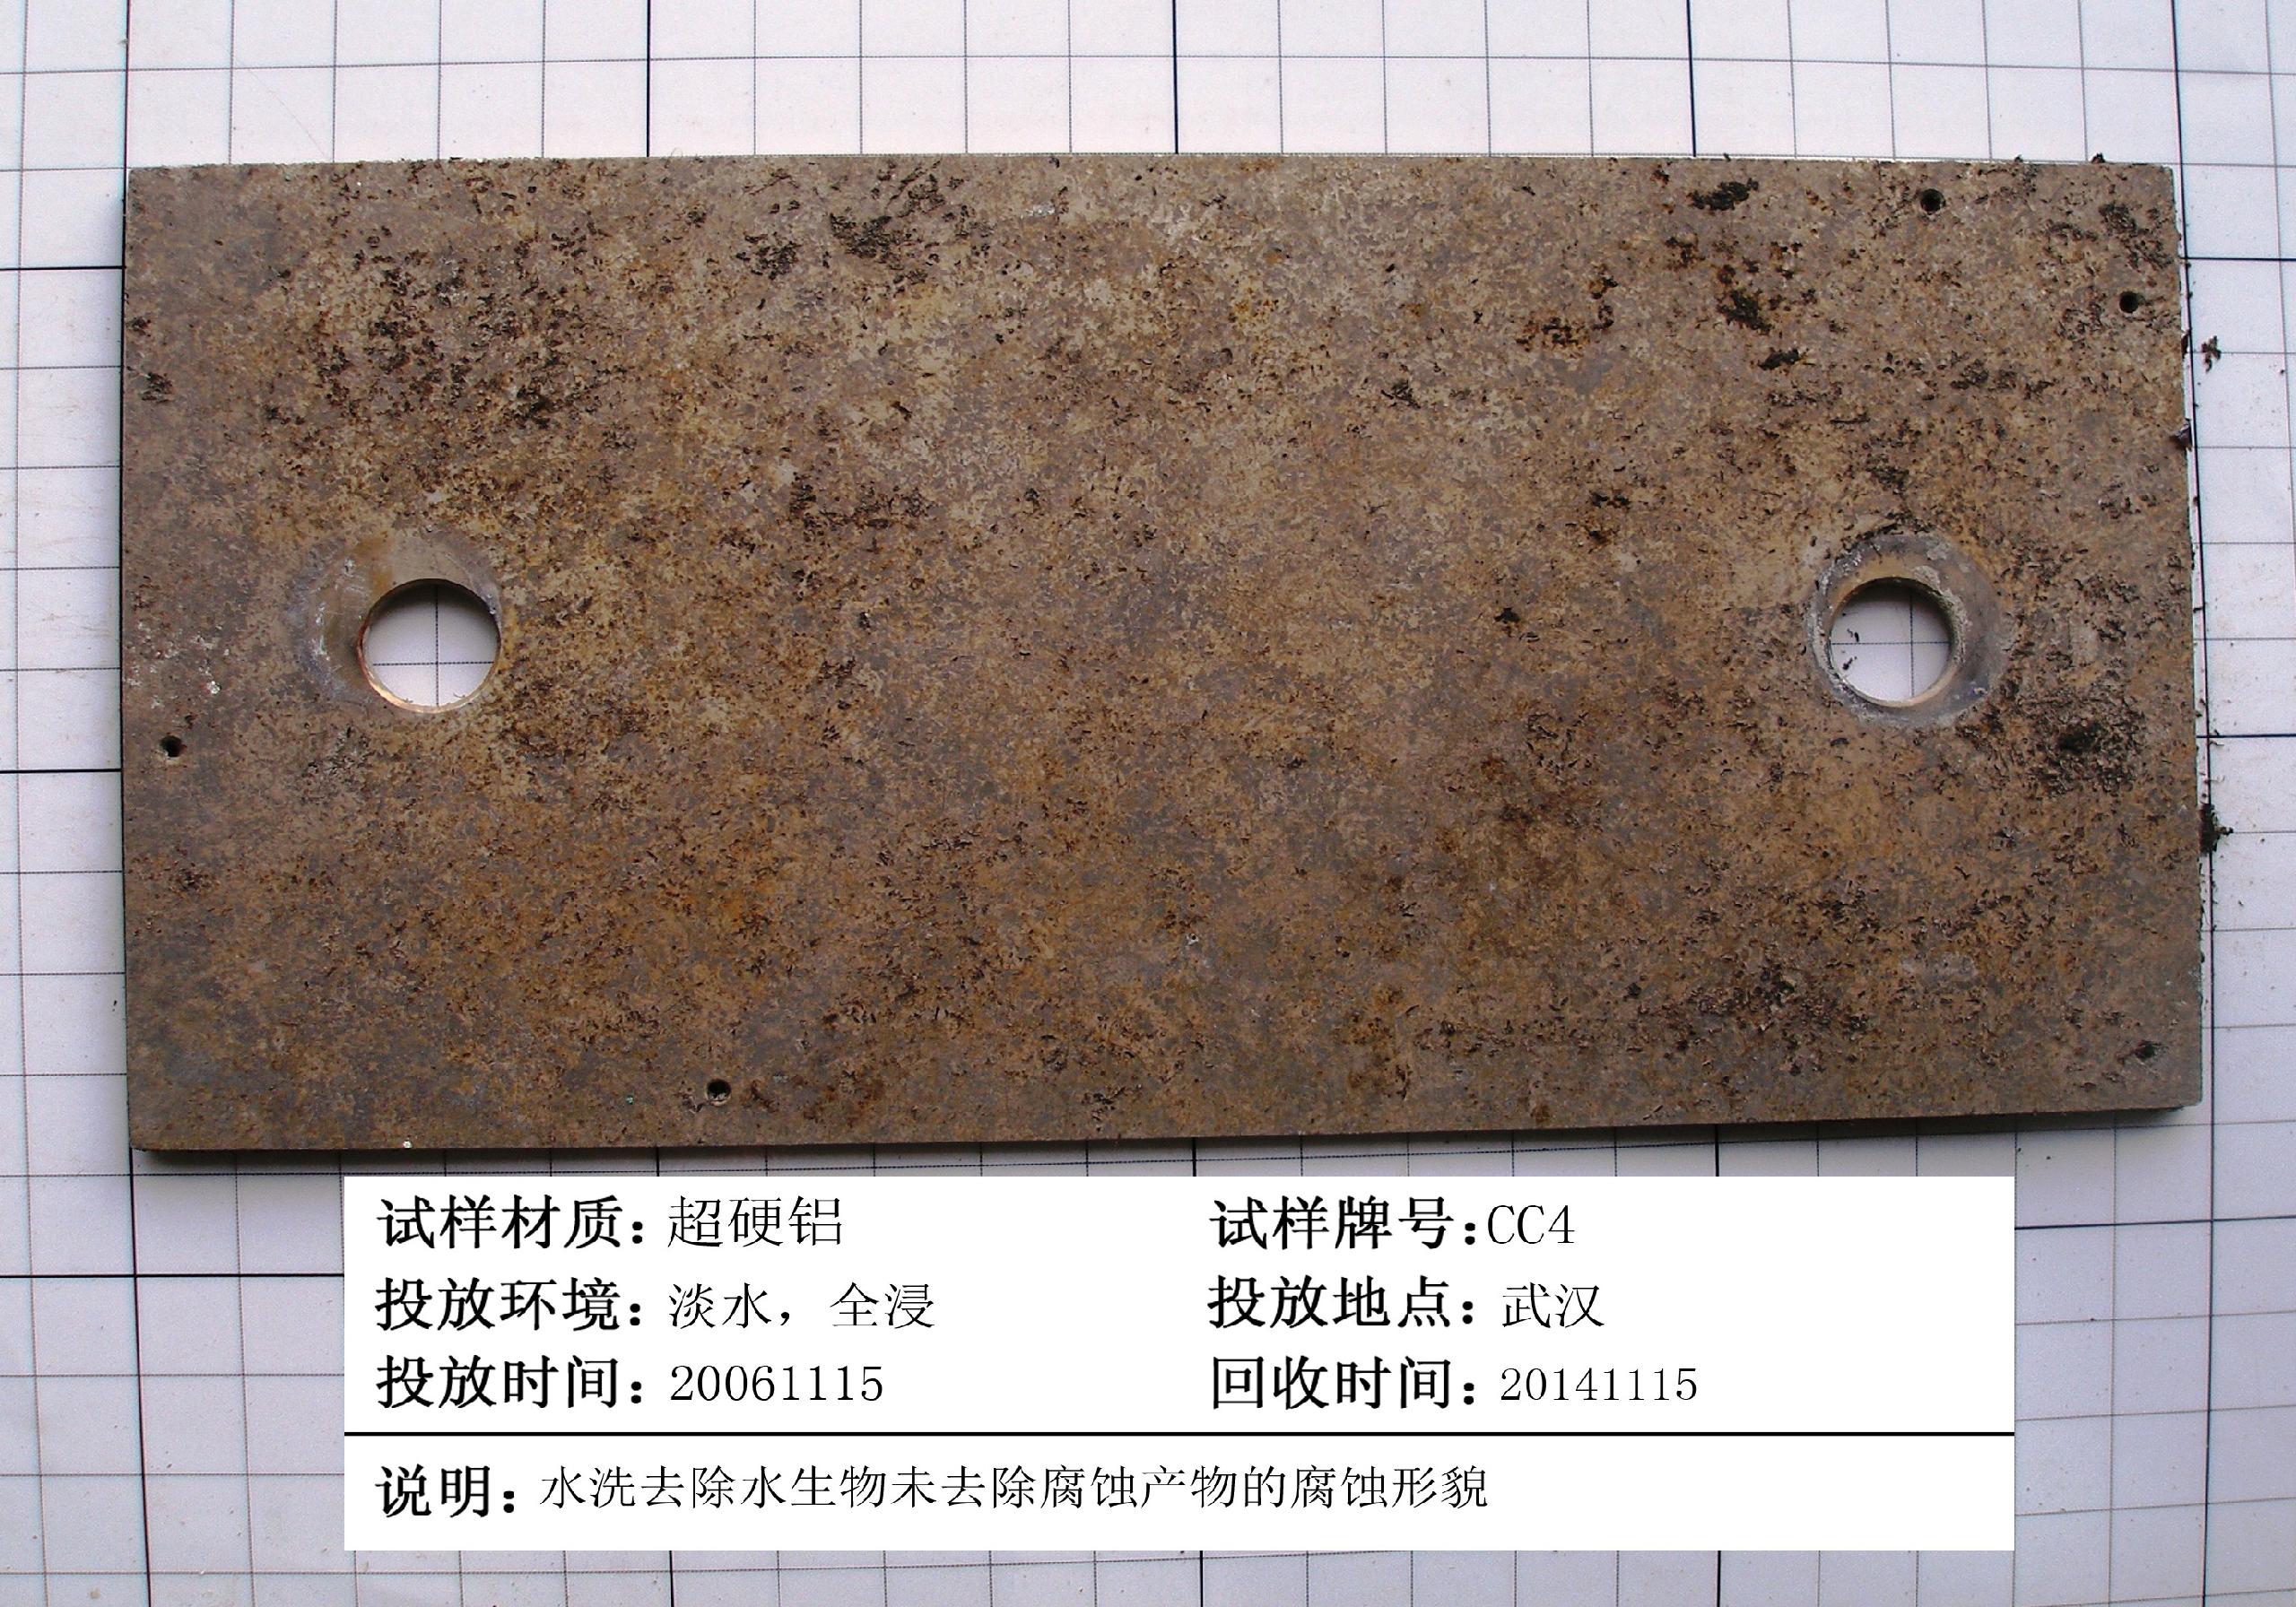 试样材质：超硬铝 试样牌号：CC4
投放环境：淡水，全浸 投放地点：武汉
投放时间：20061115 回收时间：20141115
说明：水洗去除水生物未去除腐蚀产物的腐蚀形貌